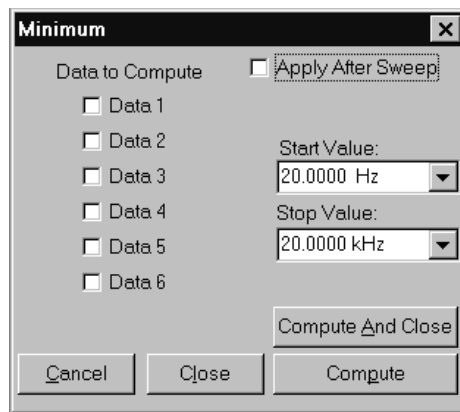 Minimum
Data to Compute
Apply After Sweep
Data 1
Data 2
Data 3
Data 4
Data 5
Data 6
Start Value:
20.0000 Hz
Stop Value:
20.0000 kHz
Compute And Close
Cancel
Close
Compute